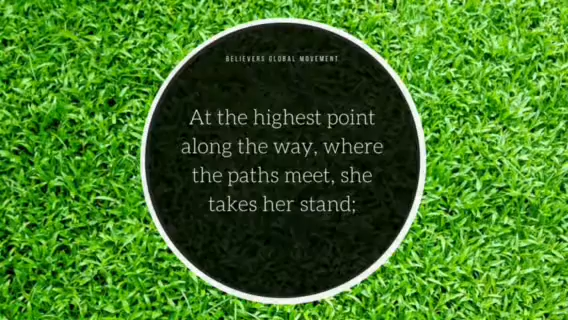 BELIEVERS GLOBAL MOVEMENT
At the highest point
along the way, where
the paths meet, she
takes her stand;